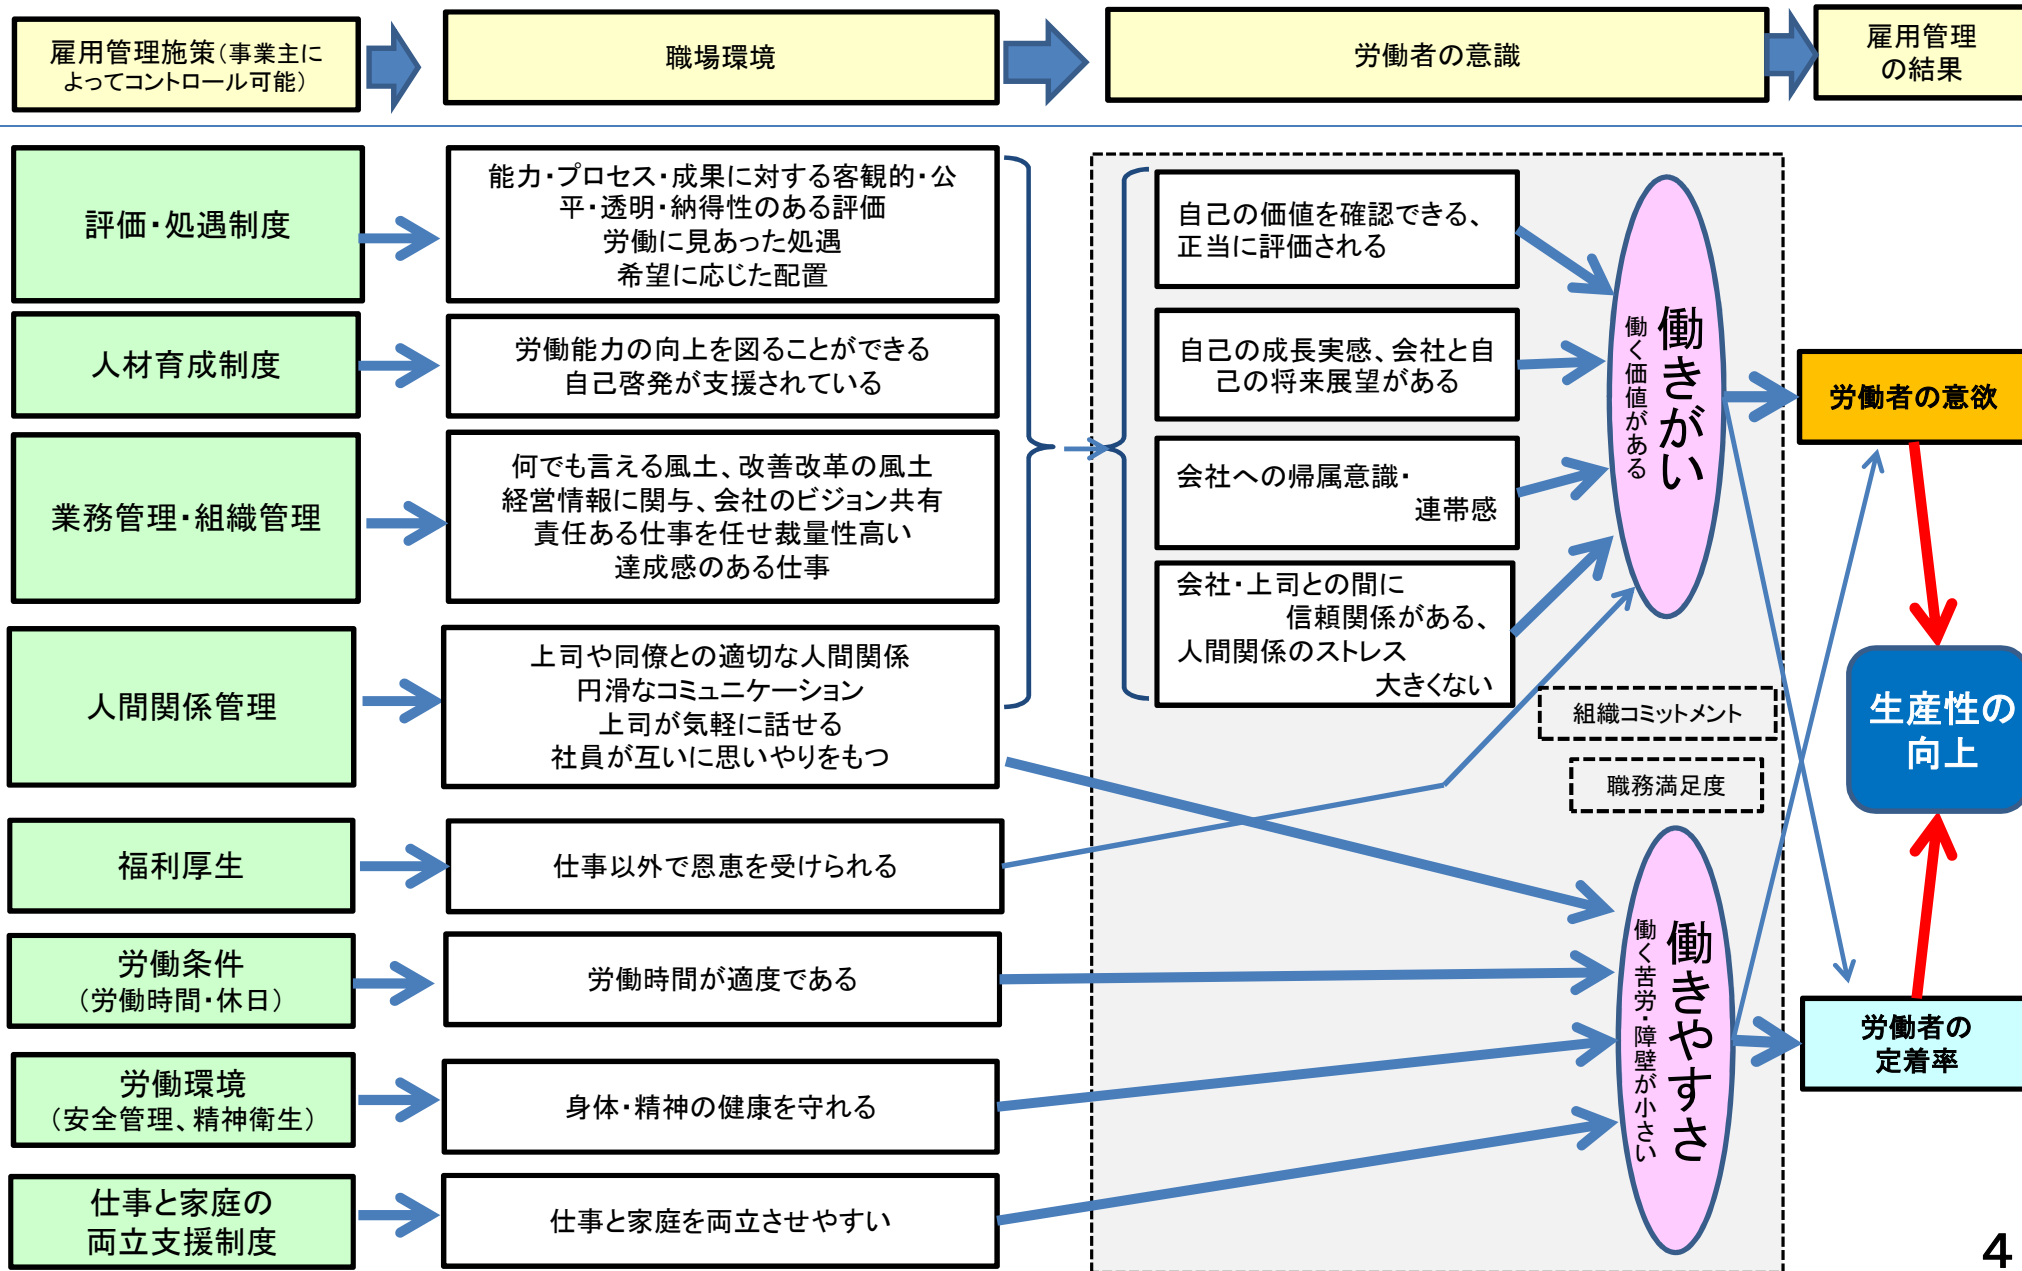 雇用管理施策(事業主に
よってコントロール可能)
職場環境
労働者の意識
雇用管理
の結果
評価・処遇制度
能力・プロセス・成果に対する客観的・公
平・透明・納得性のある評価
労働に見あった処遇
希望に応じた配置
自己の価値を確認できる、
正当に評価される
人材育成制度
労働能力の向上を図ることができる
自己啓発が支援されている
自己の成長実感、会社と自
己の将来展望がある
働きがい
働く価値がある
労働者の意欲
業務管理・組織管理
何でも言える風土、改善改革の風土
経営情報に関与、会社のビジョン共有
責任ある仕事を任せ裁量性高い
達成感のある仕事
会社への帰属意識・
連帯感
会社・上司との間に
信頼関係がある、
人間関係のストレス
大きくない
人間関係管理
上司や同僚との適切な人間関係
円滑なコミュニケーション
上司が気軽に話せる
社員が互いに思いやりをもつ
組織コミットメント
職務満足度
生産性の
向上
福利厚生
仕事以外で恩恵を受けられる
労働条件
(労働時間・休日)
労働時間が適度である
働きやすさ
働く苦労・障壁が小さい
労働者の
定着率
労働環境
(安全管理、精神衛生)
身体・精神の健康を守れる
仕事と家庭の
両立支援制度
仕事と家庭を両立させやすい
4